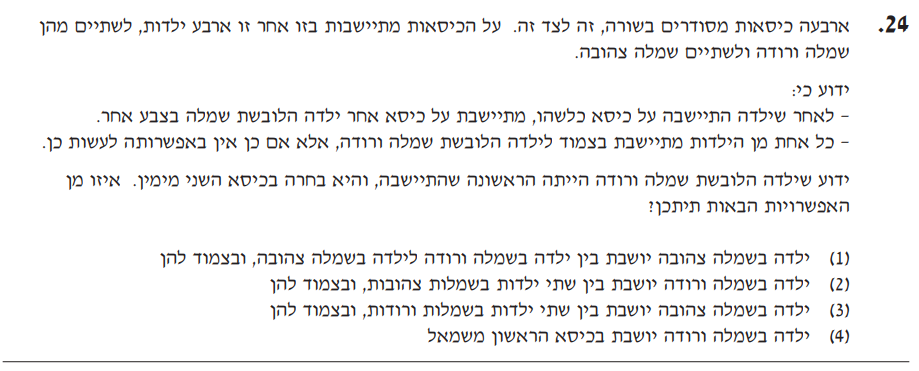 24. ארבעה כיסאות מסודרים בשורה, זה לצד זה. על הכיסאות מתיישבות בזו אחר זו ארבע ילדות, לשתיים מהן
שמלה ורודה ולשתיים שמלה צהובה.
ידוע כי:
– לאחר שילדה התיישבה על כיסא כלשהו, מתיישבת על כיסא אחר ילדה הלובשת שמלה בצבע אחר.
– כל אחת מן הילדות מתיישבת בצמוד לילדה הלובשת שמלה ורודה, אלא אם כן אין באפשרותה לעשות כן.
ידוע שילדה הלובשת שמלה ורודה הייתה הראשונה שהתיישבה, והיא בחרה בכיסא השני מימין. איזו מן
האפשרויות הבאות תיתכן?
(1) ילדה בשמלה צהובה יושבת בין ילדה בשמלה ורודה לילדה בשמלה צהובה, ובצמוד להן
(2) ילדה בשמלה ורודה יושבת בין שתי ילדות בשמלות צהובות, ובצמוד להן
(3) ילדה בשמלה צהובה יושבת בין שתי ילדות בשמלות ורודות, ובצמוד להן
(4) ילדה בשמלה ורודה יושבת בכיסא הראשון משמאל